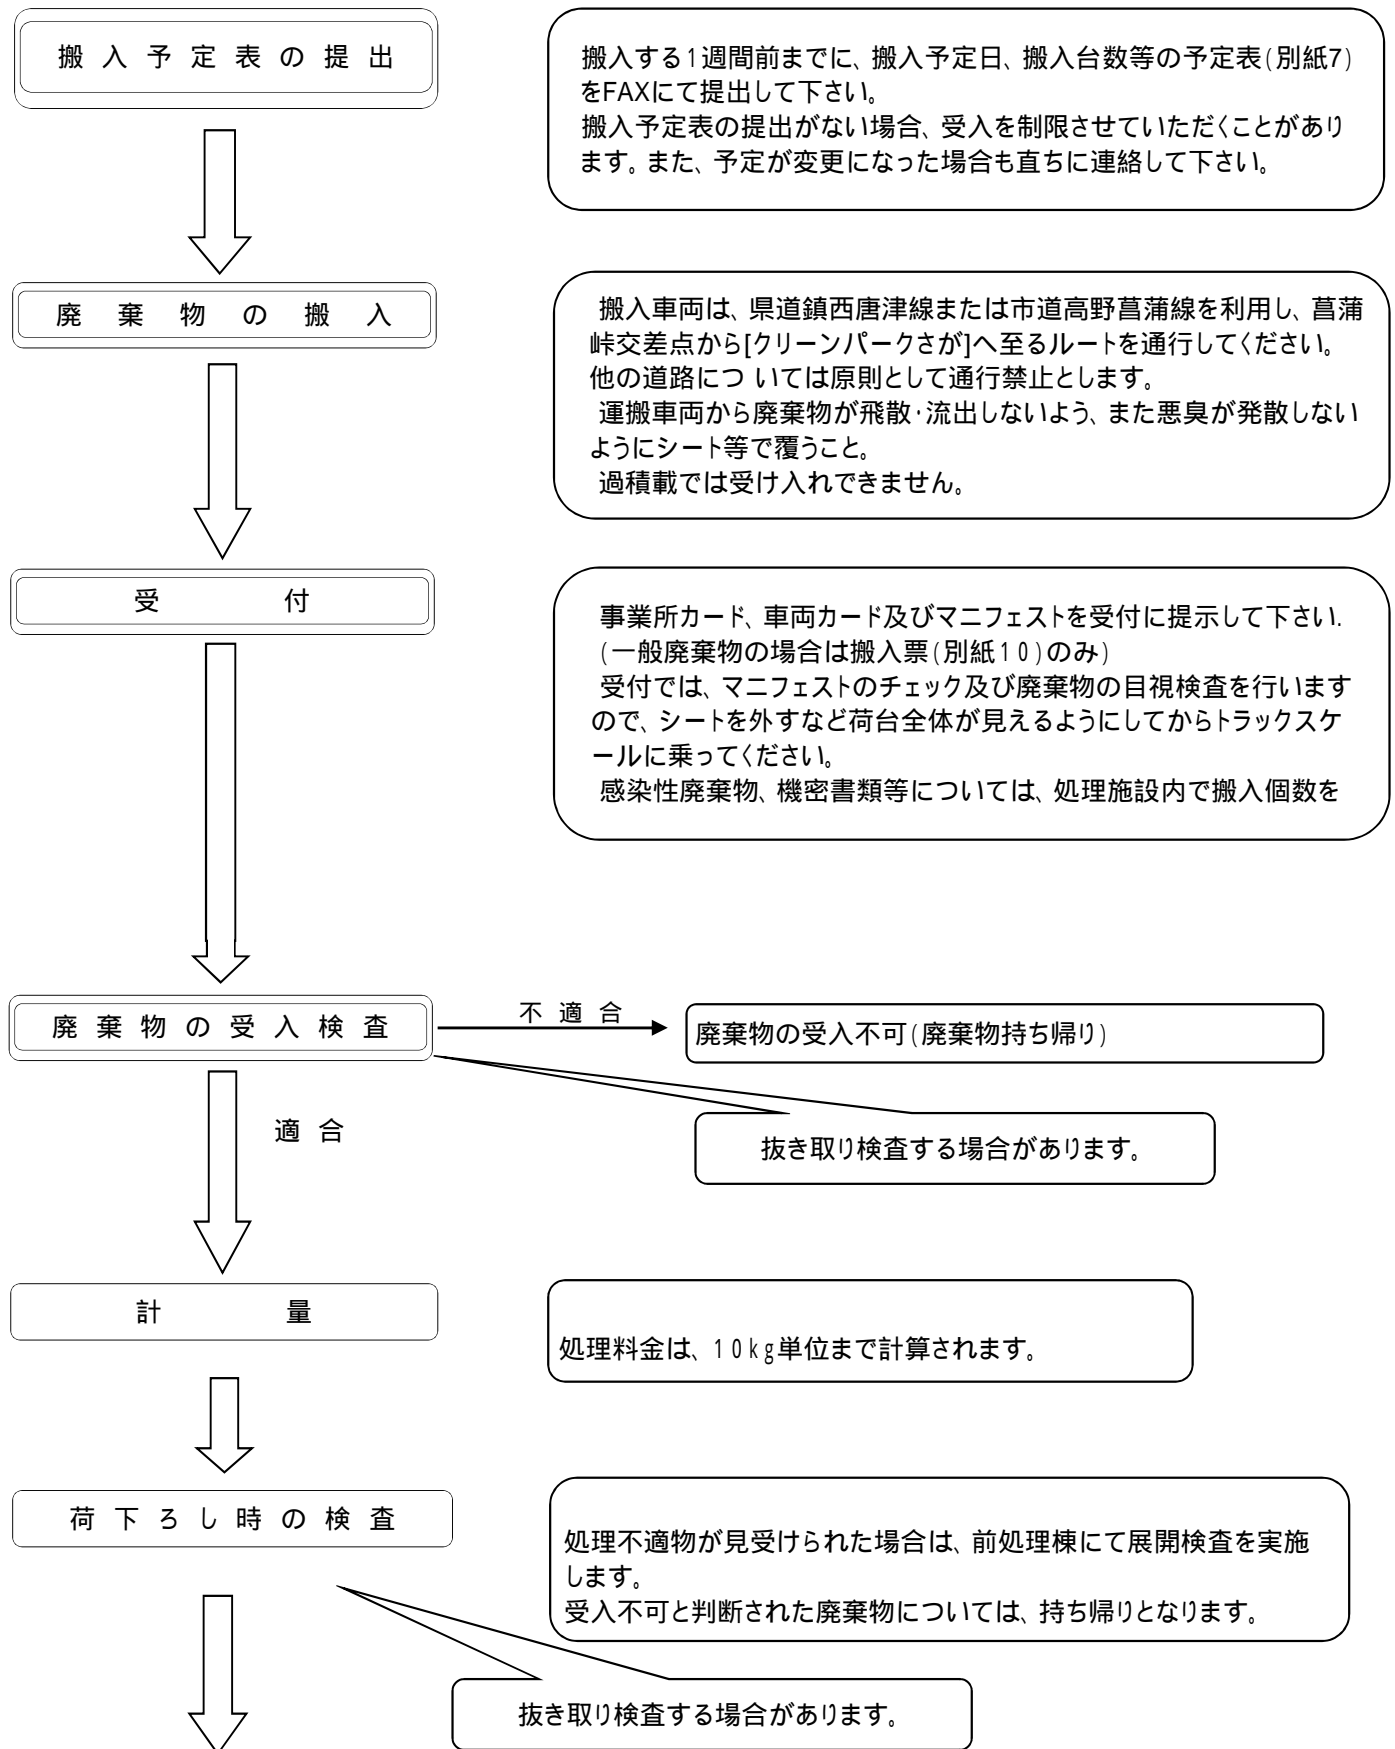 搬入予定表の提出
搬入する1週間前までに、搬入予定日、搬入台数等の予定表(別紙7)
をFAXにて提出して下さい。
搬入予定表の提出がない場合、受入を制限させていただくことがあり
ます。また、予定が変更になった場合も直ちに連絡して下さい。
廃棄物の搬入
搬入車両は、県道鎮西唐津線または市道高野菖蒲線を利用し、菖蒲
峠交差点から[クリーンパークさが]へ至るルートを通行してください。
他の道路につ いては原則として通行禁止とします。
運搬車両から廃棄物が飛散・流出しないよう、また悪臭が発散しない
ようにシート等で覆うこと。
過積載では受け入れできません。
受付
事業所カード、車両カード及びマニフェストを受付に提示して下さい.
(一般廃棄物の場合は搬入票(別紙10)のみ)
受付では、マニフェストのチェック及び廃棄物の目視検査を行います
ので、シートを外すなど荷台全体が見えるようにしてからトラックスケ
ールに乗ってください。
感染性廃棄物、機密書類等については、処理施設内で搬入個数を
廃棄物の受入検査
不適合
廃棄物の受入不可(廃棄物持ち帰り)
適合
抜き取り検査する場合があります。
計量
処理料金は、10kg単位まで計算されます。
荷下ろし時の検査
処理不適物が見受けられた場合は、前処理棟にて展開検査を実施
します。
受入不可と判断された廃棄物については、持ち帰りとなります。
抜き取り検査する場合があります。